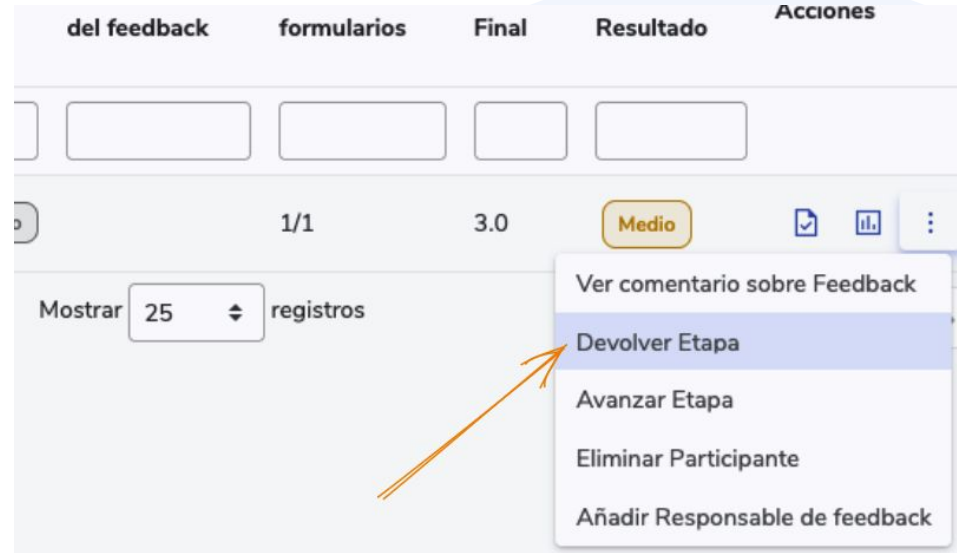 del feedback formularios Final Resultado Acciones
1/1 3.0 Medio
Mostrar 25 registros
Ver comentario sobre Feedback
Devolver Etapa
Avanzar Etapa
Eliminar Participante
Añadir Responsable de feedback